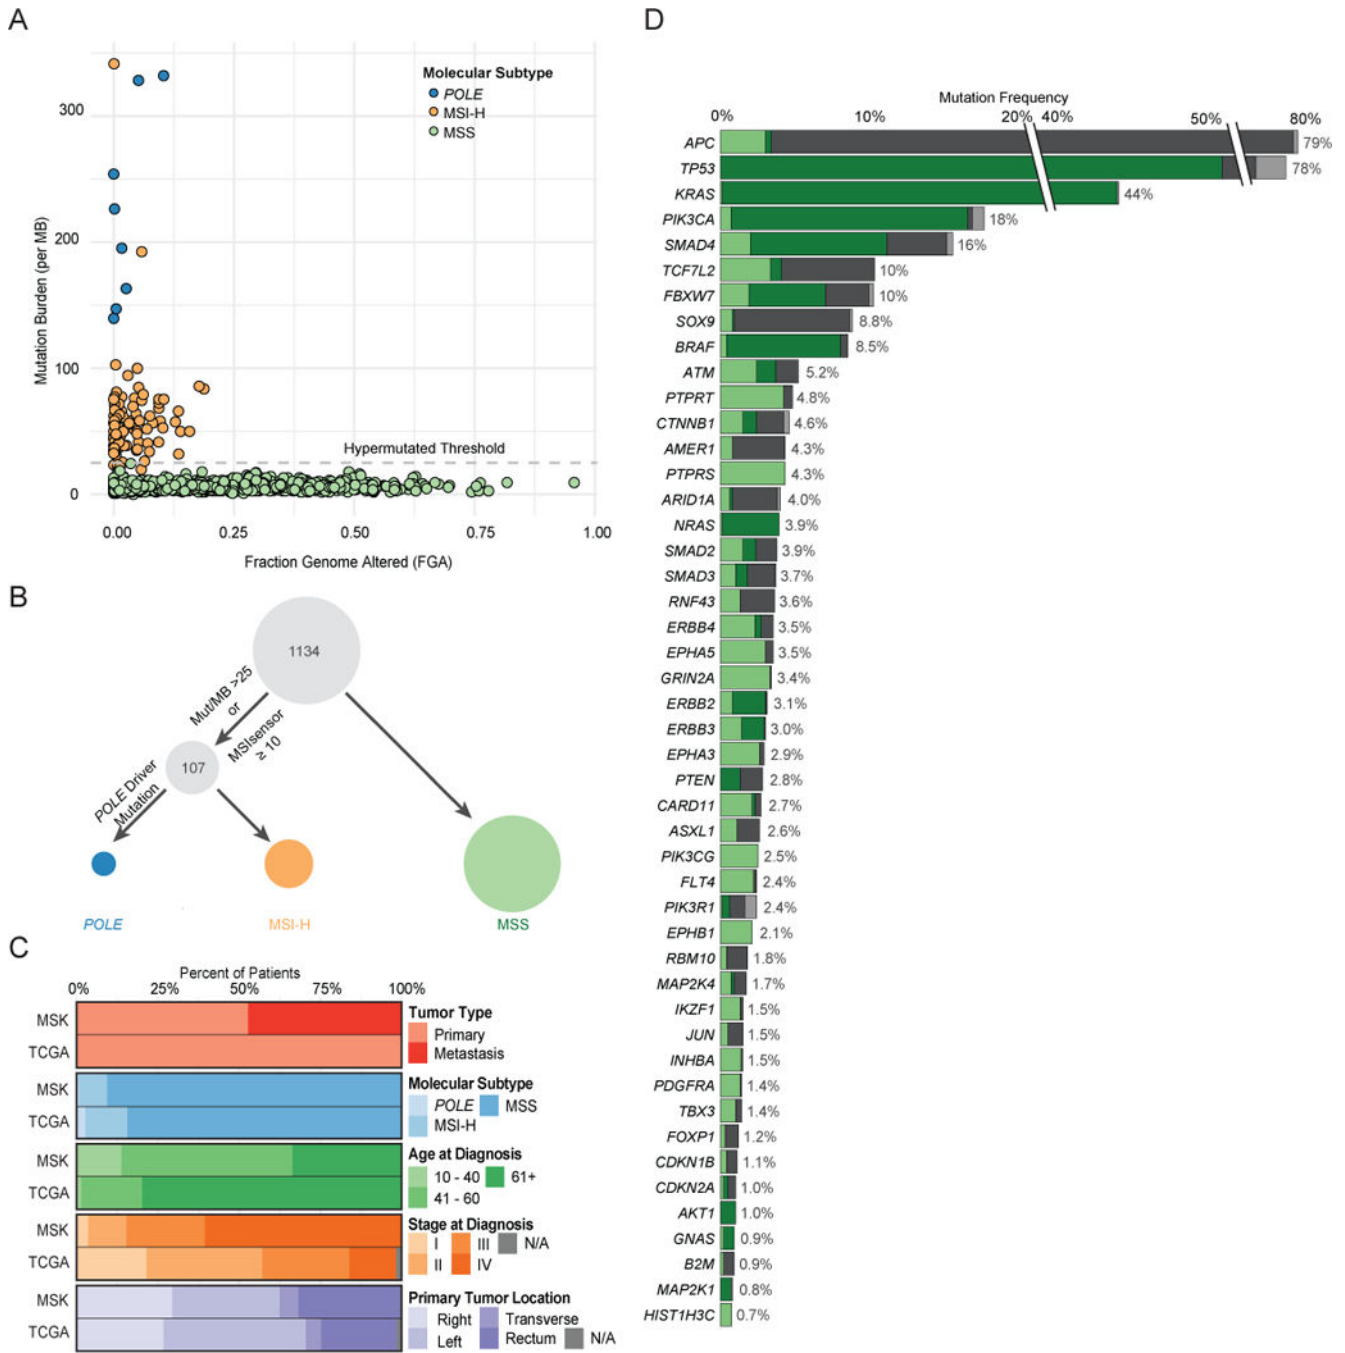 A
Molecular Subtype
POLE
MSI-H
MSS
300
200
100
0
Mutation Burden (per MB)
Hypermutated Threshold
0.00
0.25
0.50
0.75
1.00
Fraction Genome Altered (FGA)
B
1134
Mut/MB >25
or
MSIsensor
≥ 10
107
POLE Driver
Mutation
POLE
MSI-H
MSS
C
Percent of Patients
0%
25%
50%
75%
100%
MSK
TCGA
Tumor Type
Primary
Metastasis
MSK
TCGA
Molecular Subtype
POLE
MSS
MSI-H
MSK
TCGA
Age at Diagnosis
10 - 40
61+
41 - 60
MSK
TCGA
Stage at Diagnosis
I
III
N/A
II
IV
MSK
TCGA
Primary Tumor Location
Right
Transverse
Left
Rectum
N/A
D
Mutation Frequency
0%
10%
20%
40%
50%
80%
APC 79%
TP53 78%
KRAS 44%
PIK3CA 18%
SMAD4 16%
TCF7L2 10%
FBXW7 10%
SOX9 8.8%
BRAF 8.5%
ATM 5.2%
PTPRT 4.8%
CTNNB1 4.6%
AMER1 4.3%
PTPRS 4.3%
ARID1A 4.0%
NRAS 3.9%
SMAD2 3.9%
SMAD3 3.7%
RNF43 3.6%
ERBB4 3.5%
EPHA5 3.5%
GRIN2A 3.4%
ERBB2 3.1%
ERBB3 3.0%
EPHA3 2.9%
PTEN 2.8%
CARD11 2.7%
ASXL1 2.6%
PIK3CG 2.5%
FLT4 2.4%
PIK3R1 2.4%
EPHB1 2.1%
RBM10 1.8%
MAP2K4 1.7%
IKZF1 1.5%
JUN 1.5%
INHBA 1.5%
PDGFRA 1.4%
TBX3 1.4%
FOXP1 1.2%
CDKN1B 1.1%
CDKN2A 1.0%
AKT1 1.0%
GNAS 0.9%
B2M 0.9%
MAP2K1 0.8%
HIST1H3C 0.7%